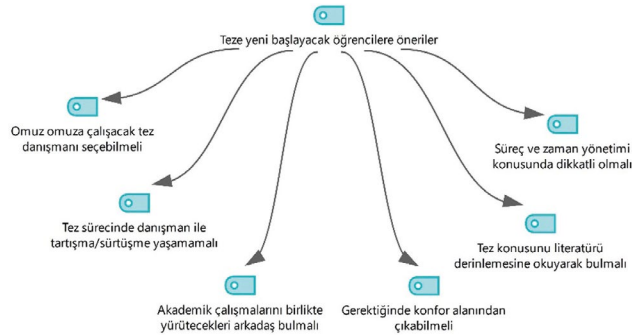 Teze yeni başlayacak öğrencilere öneriler
Omuz omuza çalışacak tez
danışmanı seçebilmeli
Süreç ve zaman yönetimi
konusunda dikkatli olmalı
Tez sürecinde danışman ile
tartışma/sürtüşme yaşamamalı
Tez konusunu literatürü
derinlemesine okuyarak bulmalı
Akademik çalışmalarını birlikte
yürütecekleri arkadaş bulmalı
Gerektiğinde konfor alanından
çıkabilmeli